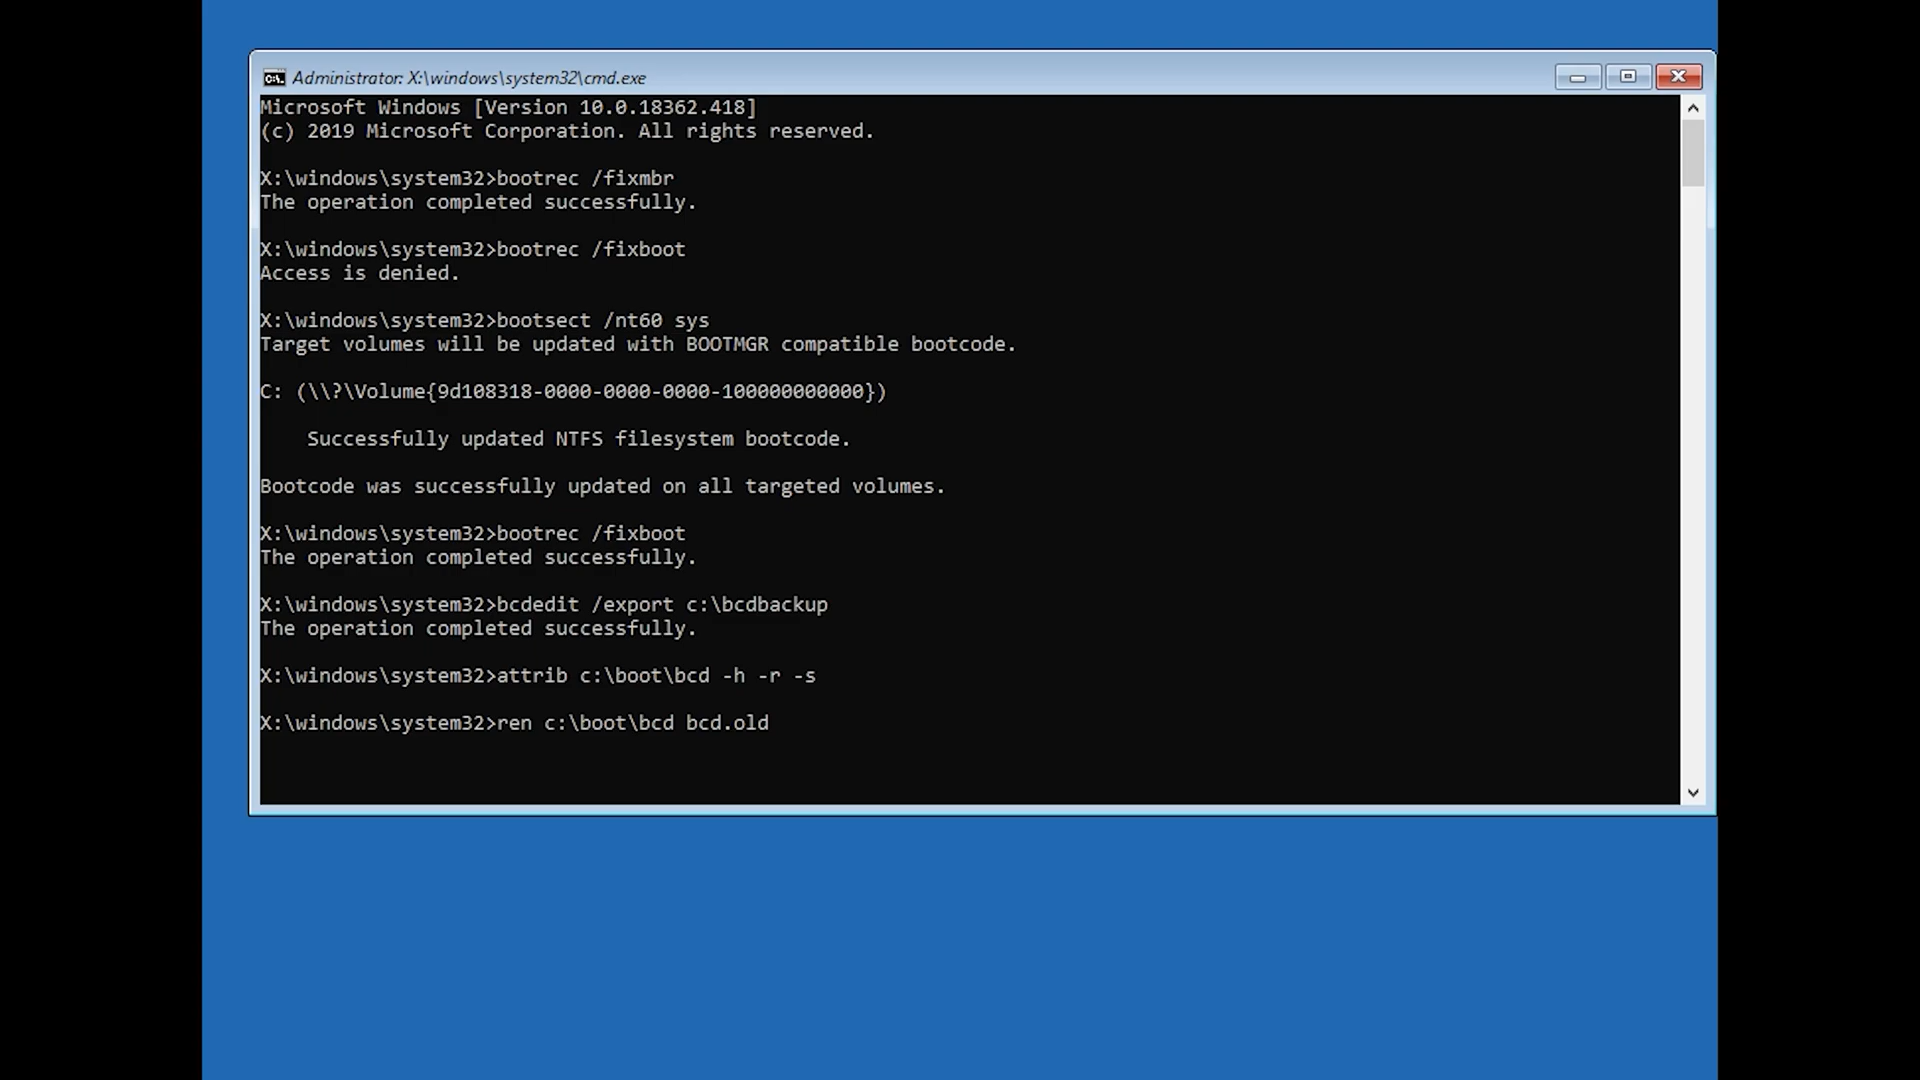 Administrator: X:\windows\system32\cmd.exe
Microsoft Windows [Version 10.0.18362.418]
(c) 2019 Microsoft Corporation. All rights reserved.
X:\windows\system32>bootrec /fixmbr
The operation completed successfully.
X:\windows\system32>bootrec /fixboot
Access is denied.
X:\windows\system32>bootsect /nt60 sys
Target volumes will be updated with BOOTMGR compatible bootcode.
C: (\\?\Volume{9d108318-0000-0000-0000-100000000000})
Successfully updated NTFS filesystem bootcode.
Bootcode was successfully updated on all targeted volumes.
X:\windows\system32>bootrec /fixboot
The operation completed successfully.
X:\windows\system32>bcdedit /export c:\bcdbackup
The operation completed successfully.
X:\windows\system32>attrib c:\boot\bcd -h -r -s
X:\windows\system32>ren c:\boot\bcd bcd.old